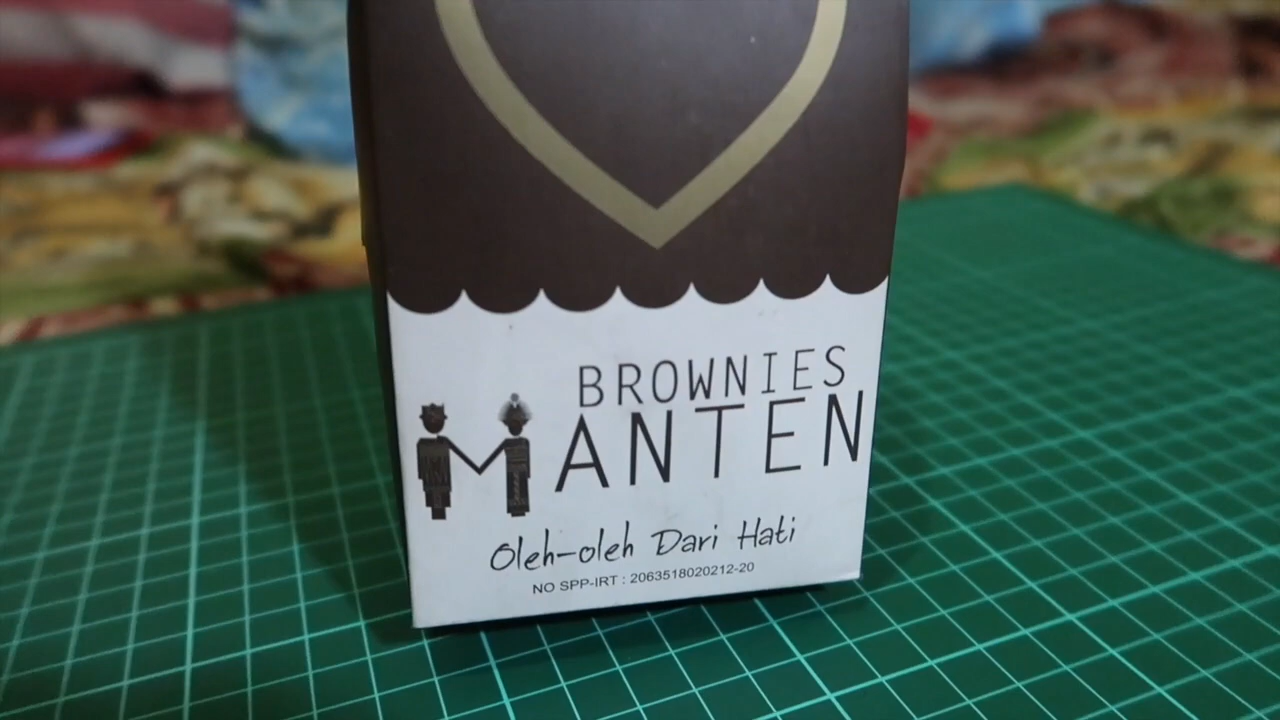 BROWNIES
MANTEN
Oleh-oleh Dari Hati
NO SPP-IRT : 2063518020212-20